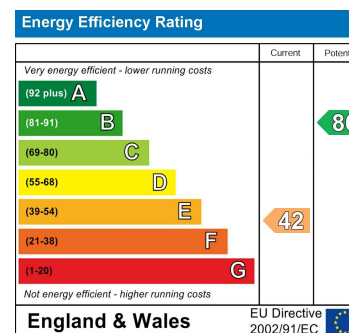 Energy Efficiency Rating
Current
Very energy efficient - lower running costs
(92 plus) A
(81-91) B
(69-80) C
(55-68) D
(39-54) E
42
(21-38) F
(1-20) G
Not energy efficient - higher running costs
England & Wales
EU Directive
2002/91/EC